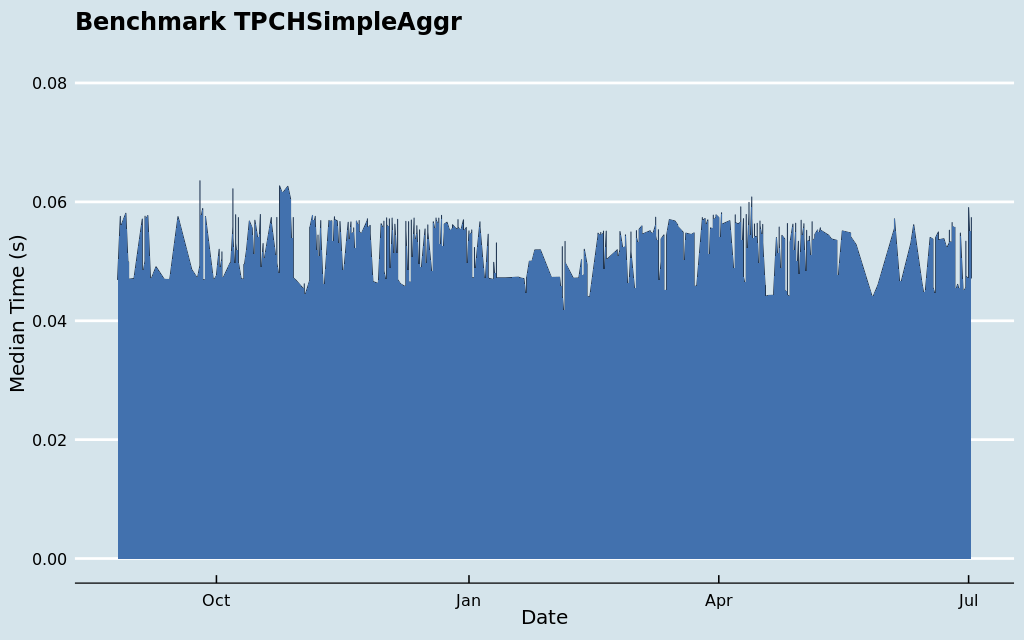 Benchmark TPCHSimpleAggr
0.08
0.06
0.04
0.02
0.00
Median Time (s)
Oct
Jan
Apr
Jul
Date